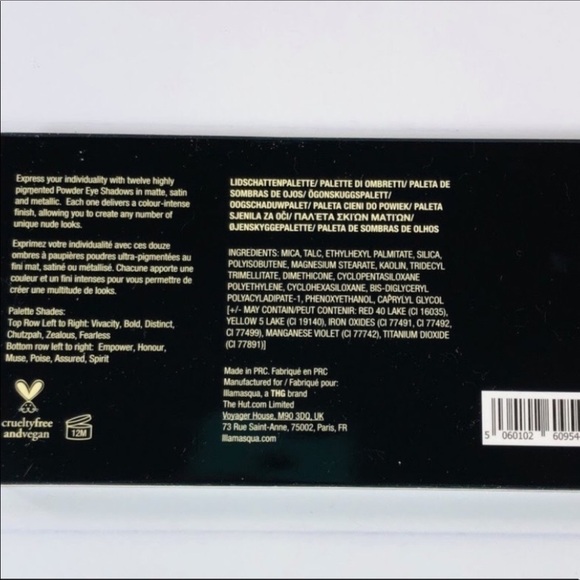 Express your individuality with twelve highly
pigmented Powder Eye Shadows in matte, satin
and metallic. Each one delivers a colour-intense
finish, allowing you to create any number of
unique nude looks.
Exprimez votre individualité avec ces douze
ombres à paupières poudres ultra-pigmentées au
fini mat, satiné ou métallisé. Chacune apporte une
couleur et un fini intenses pour vous permettre de
créer une multitude de looks.
Palette Shades:
Top Row Left to Right: Vivacity, Bold, Distinct,
Chutzpah, Zealous, Fearless
Bottom row left to right: Empower, Honour,
Muse, Poise, Assured, Spirit
crueltyfree
andvegan
12M
LIDSCHATTENPALETTE/ PALETTE DI OMBRETTI/ PALETA DE
SOMBRAS DE OJOS/ ÖGONSKUGGSPALETT/
OOGSCHADUWPALET/ PALETA CIENI DO POWIEK/ PALETA
SJENILA ZA OČI/ ΠΑΛΈΤΑ ΣΚΙΏΝ ΜΑΤΙΏΝ/
ØJENSKYGGEPALETTE/ PALETA DE SOMBRAS DE OLHOS
INGREDIENTS: MICA, TALC, ETHYLHEXYL PALMITATE, SILICA,
POLYISOBUTENE, MAGNESIUM STEARATE, KAOLIN, TRIDECYL
TRIMELLITATE, DIMETHICONE, CYCLOPENTASILOXANE
POLYETHYLENE, CYCLOHEXASILOXANE, BIS-DIGLYCERYL
POLYACYLADIPATE-1, PHENOXYETHANOL, CAPRYLYL GLYCOL
[+/- MAY CONTAIN/PEUT CONTENIR: RED 40 LAKE (CI 16035),
YELLOW 5 LAKE (CI 19140), IRON OXIDES (CI 77491, CI 77492,
CI 77499), MANGANESE VIOLET (CI 77742), TITANIUM DIOXIDE
(CI 77891)]
Made in PRC. Fabriqué en PRC
Manufactured for / Fabriqué pour:
Illamasqua, a THG brand
The Hut.com Limited
Voyager House, M90 3DQ, UK
73 Rue Saint-Anne, 75002, Paris, FR
Illamasqua.com
5 060102 60954